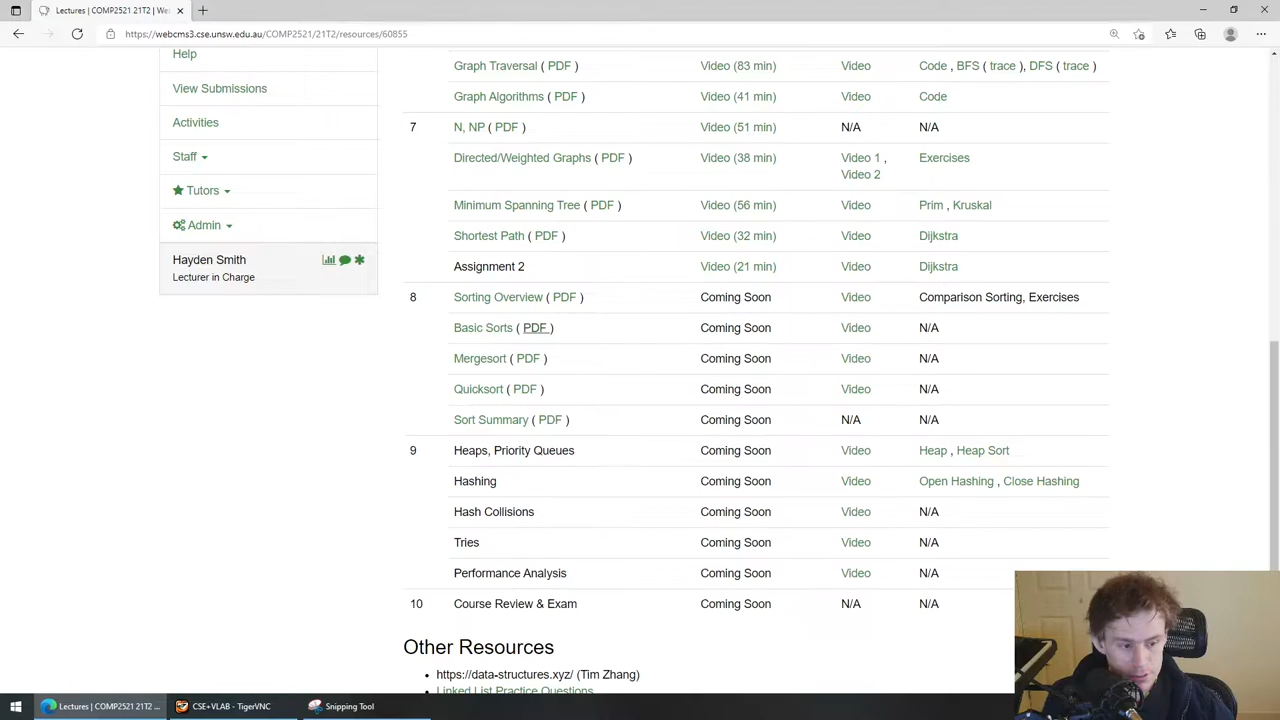 Lectures | COMP2521 21T2 | We
https://webcms3.cse.unsw.edu.au/COMP2521/21T2/resources/60855
Help
View Submissions
Activities
Staff
Tutors
Admin
Hayden Smith
Lecturer in Charge
Graph Traversal ( PDF ) Video (83 min) Video Code , BFS ( trace ), DFS ( trace )
Graph Algorithms ( PDF ) Video (41 min) Video Code
7 N, NP ( PDF ) Video (51 min) N/A N/A
Directed/Weighted Graphs ( PDF ) Video (38 min) Video 1 , Exercises
Video 2
Minimum Spanning Tree ( PDF ) Video (56 min) Video Prim , Kruskal
Shortest Path ( PDF ) Video (32 min) Video Dijkstra
Assignment 2 Video (21 min) Video Dijkstra
8 Sorting Overview ( PDF ) Coming Soon Video Comparison Sorting, Exercises
Basic Sorts ( PDF ) Coming Soon Video N/A
Mergesort ( PDF ) Coming Soon Video N/A
Quicksort ( PDF ) Coming Soon Video N/A
Sort Summary ( PDF ) Coming Soon N/A N/A
9 Heaps, Priority Queues Coming Soon Video Heap , Heap Sort
Hashing Coming Soon Video Open Hashing , Close Hashing
Hash Collisions Coming Soon Video N/A
Tries Coming Soon Video N/A
Performance Analysis Coming Soon Video N/A
10 Course Review & Exam Coming Soon N/A N/A
Other Resources
https://data-structures.xyz/ (Tim Zhang)
Linked List Practice Questions
Lectures | COMP2521 21T2 ...
CSE+VLAB - TigerVNC
Snipping Tool